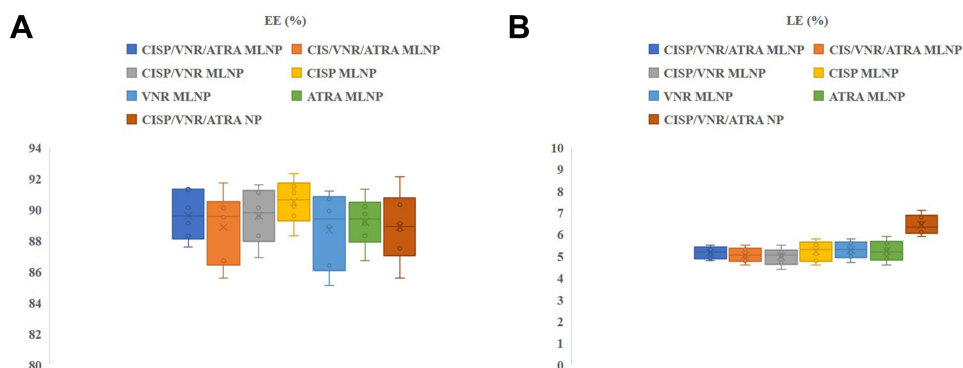 A
EE (%)
CISP/VNR/ATRA MLNP CIS/VNR/ATRA MLNP
CISP/VNR MLNP CISP MLNP
VNR MLNP ATRA MLNP
CISP/VNR/ATRA NP
94
92
90
88
86
84
82
80
B
LE (%)
CISP/VNR/ATRA MLNP CIS/VNR/ATRA MLNP
CISP/VNR MLNP CISP MLNP
VNR MLNP ATRA MLNP
CISP/VNR/ATRA NP
10
9
8
7
6
5
4
3
2
1
0